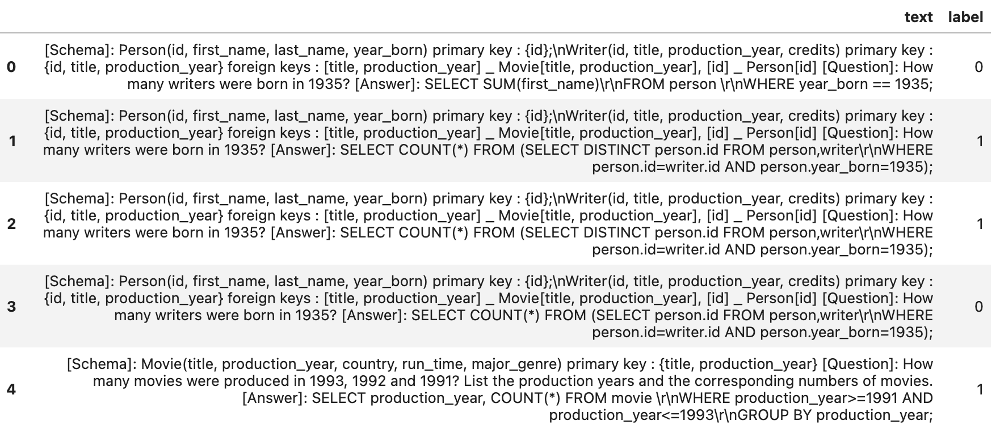 text label
[Schema]: Person(id, first_name, last_name, year_born) primary key : {id};\nWriter(id, title, production_year, credits) primary key :
0 {id, title, production_year} foreign keys : [title, production_year] _ Movie[title, production_year], [id] _ Person[id] [Question]: How 0
many writers were born in 1935? [Answer]: SELECT SUM(first_name)\r\nFROM person \r\nWHERE year_born == 1935;
[Schema]: Person(id, first_name, last_name, year_born) primary key : {id};\nWriter(id, title, production_year, credits) primary key :
1 {id, title, production_year} foreign keys : [title, production_year] _ Movie[title, production_year], [id] _ Person[id] [Question]: How 1
many writers were born in 1935? [Answer]: SELECT COUNT(*) FROM (SELECT DISTINCT person.id FROM person,writer\r\nWHERE
person.id=writer.id AND person.year_born=1935);
[Schema]: Person(id, first_name, last_name, year_born) primary key : {id};\nWriter(id, title, production_year, credits) primary key :
2 {id, title, production_year} foreign keys : [title, production_year] _ Movie[title, production_year], [id] _ Person[id] [Question]: How 1
many writers were born in 1935? [Answer]: SELECT COUNT(*) FROM (SELECT DISTINCT person.id FROM person,writer\r\nWHERE
person.id=writer.id AND person.year_born=1935);
[Schema]: Person(id, first_name, last_name, year_born) primary key : {id};\nWriter(id, title, production_year, credits) primary key :
3 {id, title, production_year} foreign keys : [title, production_year] _ Movie[title, production_year], [id] _ Person[id] [Question]: How 0
many writers were born in 1935? [Answer]: SELECT COUNT(*) FROM (SELECT person.id FROM person,writer\r\nWHERE
person.id=writer.id AND person.year_born=1935);
[Schema]: Movie(title, production_year, country, run_time, major_genre) primary key : {title, production_year} [Question]: How
4 many movies were produced in 1993, 1992 and 1991? List the production years and the corresponding numbers of movies. 1
[Answer]: SELECT production_year, COUNT(*) FROM movie \r\nWHERE production_year>=1991 AND
production_year<=1993\r\nGROUP BY production_year;